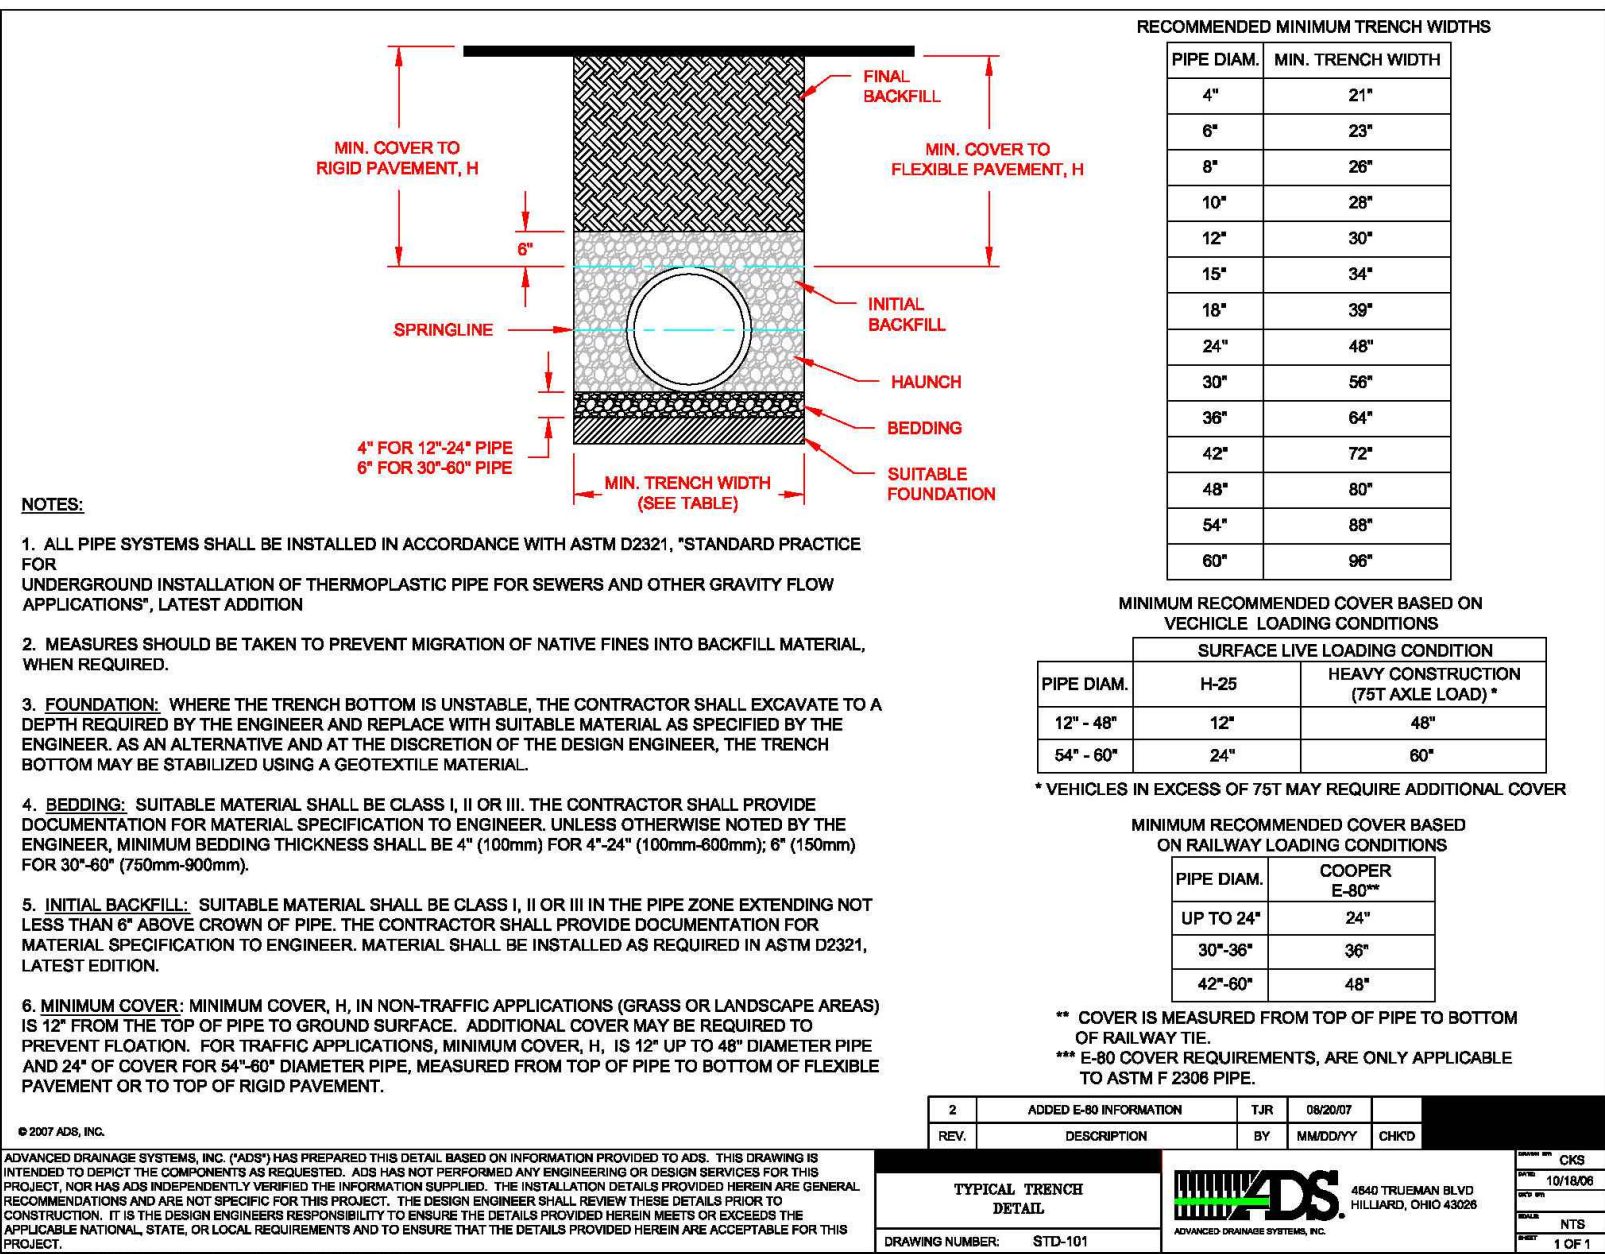 RECOMMENDED MINIMUM TRENCH WIDTHS
PIPE DIAM. MIN. TRENCH WIDTH
4" 21"
6" 23"
8" 26"
10" 28"
12" 30"
15" 34"
18" 39"
24" 48"
30" 56"
36" 64"
42" 72"
48" 80"
54" 88"
60" 96"
FINAL
BACKFILL
MIN. COVER TO
RIGID PAVEMENT, H
MIN. COVER TO
FLEXIBLE PAVEMENT, H
6"
SPRINGLINE
INITIAL
BACKFILL
HAUNCH
BEDDING
4" FOR 12"-24" PIPE
6" FOR 30"-60" PIPE
SUITABLE
FOUNDATION
MIN. TRENCH WIDTH
(SEE TABLE)
NOTES:
1. ALL PIPE SYSTEMS SHALL BE INSTALLED IN ACCORDANCE WITH ASTM D2321, "STANDARD PRACTICE
FOR
UNDERGROUND INSTALLATION OF THERMOPLASTIC PIPE FOR SEWERS AND OTHER GRAVITY FLOW
APPLICATIONS", LATEST ADDITION
2. MEASURES SHOULD BE TAKEN TO PREVENT MIGRATION OF NATIVE FINES INTO BACKFILL MATERIAL,
WHEN REQUIRED.
3. FOUNDATION: WHERE THE TRENCH BOTTOM IS UNSTABLE, THE CONTRACTOR SHALL EXCAVATE TO A
DEPTH REQUIRED BY THE ENGINEER AND REPLACE WITH SUITABLE MATERIAL AS SPECIFIED BY THE
ENGINEER. AS AN ALTERNATIVE AND AT THE DISCRETION OF THE DESIGN ENGINEER, THE TRENCH
BOTTOM MAY BE STABILIZED USING A GEOTEXTILE MATERIAL.
4. BEDDING: SUITABLE MATERIAL SHALL BE CLASS I, II OR III. THE CONTRACTOR SHALL PROVIDE
DOCUMENTATION FOR MATERIAL SPECIFICATION TO ENGINEER. UNLESS OTHERWISE NOTED BY THE
ENGINEER, MINIMUM BEDDING THICKNESS SHALL BE 4" (100mm) FOR 4"-24" (100mm-600mm); 6" (150mm)
FOR 30"-60" (750mm-900mm).
5. INITIAL BACKFILL: SUITABLE MATERIAL SHALL BE CLASS I, II OR III IN THE PIPE ZONE EXTENDING NOT
LESS THAN 6" ABOVE CROWN OF PIPE. THE CONTRACTOR SHALL PROVIDE DOCUMENTATION FOR
MATERIAL SPECIFICATION TO ENGINEER. MATERIAL SHALL BE INSTALLED AS REQUIRED IN ASTM D2321,
LATEST EDITION.
6. MINIMUM COVER: MINIMUM COVER, H, IN NON-TRAFFIC APPLICATIONS (GRASS OR LANDSCAPE AREAS)
IS 12" FROM THE TOP OF PIPE TO GROUND SURFACE. ADDITIONAL COVER MAY BE REQUIRED TO
PREVENT FLOATION. FOR TRAFFIC APPLICATIONS, MINIMUM COVER, H, IS 12" UP TO 48" DIAMETER PIPE
AND 24" OF COVER FOR 54"-60" DIAMETER PIPE, MEASURED FROM TOP OF PIPE TO BOTTOM OF FLEXIBLE
PAVEMENT OR TO TOP OF RIGID PAVEMENT.
MINIMUM RECOMMENDED COVER BASED ON
VECHICLE LOADING CONDITIONS
SURFACE LIVE LOADING CONDITION
PIPE DIAM. H-25 HEAVY CONSTRUCTION
(75T AXLE LOAD) *
12" - 48" 12" 48"
54" - 60" 24" 60"
* VEHICLES IN EXCESS OF 75T MAY REQUIRE ADDITIONAL COVER
MINIMUM RECOMMENDED COVER BASED
ON RAILWAY LOADING CONDITIONS
PIPE DIAM. COOPER
E-80**
UP TO 24" 24"
30"-36" 36"
42"-60" 48"
** COVER IS MEASURED FROM TOP OF PIPE TO BOTTOM
OF RAILWAY TIE.
*** E-80 COVER REQUIREMENTS, ARE ONLY APPLICABLE
TO ASTM F 2306 PIPE.
2 ADDED E-80 INFORMATION TJR 08/20/07
REV. DESCRIPTION BY MM/DD/YY CHK'D
© 2007 ADS, INC.
ADVANCED DRAINAGE SYSTEMS, INC. ("ADS") HAS PREPARED THIS DETAIL BASED ON INFORMATION PROVIDED TO ADS. THIS DRAWING IS
INTENDED TO DEPICT THE COMPONENTS AS REQUESTED. ADS HAS NOT PERFORMED ANY ENGINEERING OR DESIGN SERVICES FOR THIS
PROJECT, NOR HAS ADS INDEPENDENTLY VERIFIED THE INFORMATION SUPPLIED. THE INSTALLATION DETAILS PROVIDED HEREIN ARE GENERAL
RECOMMENDATIONS AND ARE NOT SPECIFIC FOR THIS PROJECT. THE DESIGN ENGINEER SHALL REVIEW THESE DETAILS PRIOR TO
CONSTRUCTION. IT IS THE DESIGN ENGINEERS RESPONSIBILITY TO ENSURE THE DETAILS PROVIDED HEREIN MEETS OR EXCEEDS THE
APPLICABLE NATIONAL, STATE, OR LOCAL REQUIREMENTS AND TO ENSURE THAT THE DETAILS PROVIDED HEREIN ARE ACCEPTABLE FOR THIS
PROJECT.
TYPICAL TRENCH
DETAIL
DRAWING NUMBER: STD-101
ADS.
ADVANCED DRAINAGE SYSTEMS, INC.
4640 TRUEMAN BLVD
HILLIARD, OHIO 43026
CKS
DATE 10/18/06
SCALE NTS
SHEET 1 OF 1